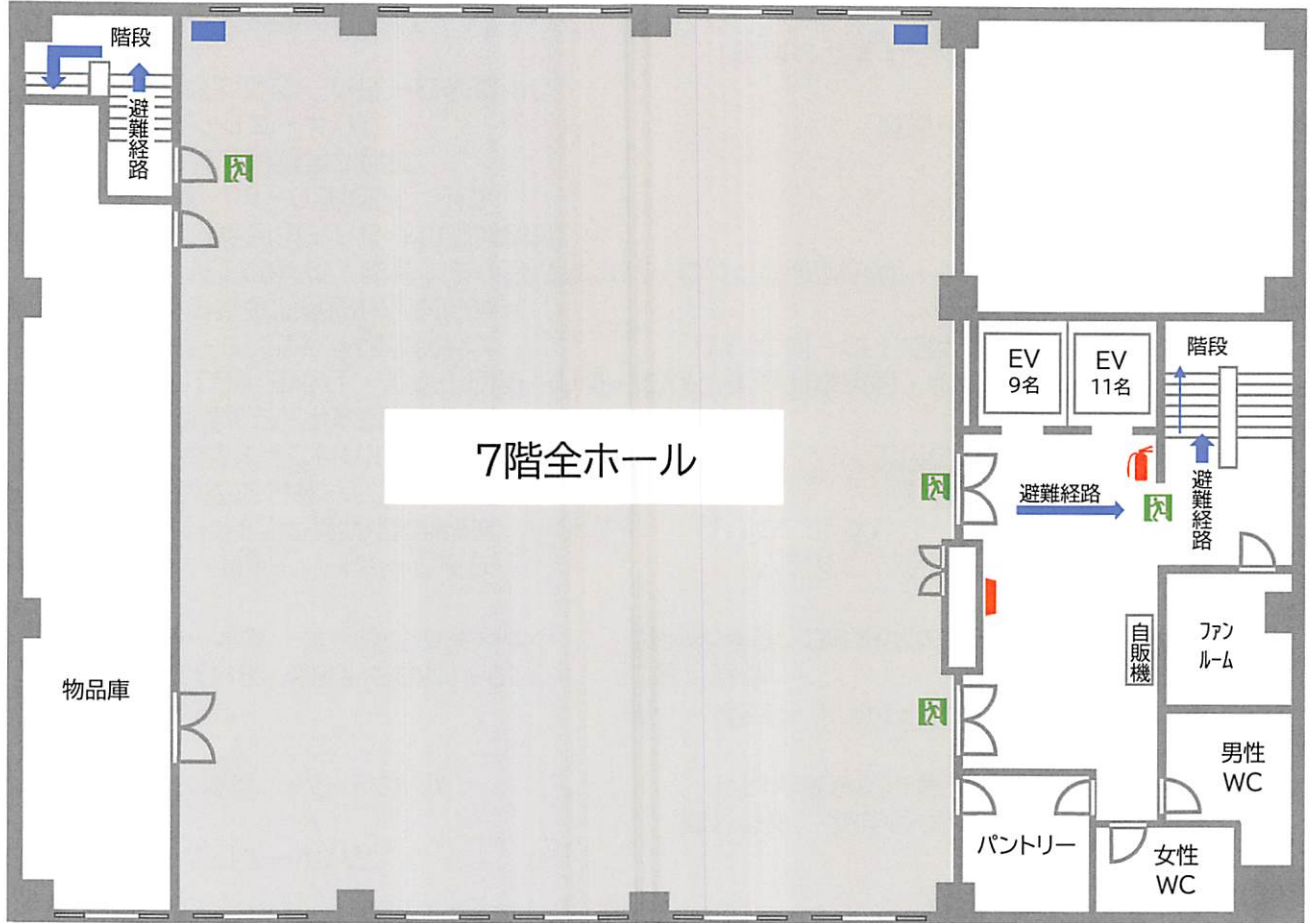 階段
避難経路
階段
EV
9名
EV
11名
7階全ホール
避難経路
避難経路
自販機
ファン
ルーム
物品庫
男性
WC
パントリー
女性
WC